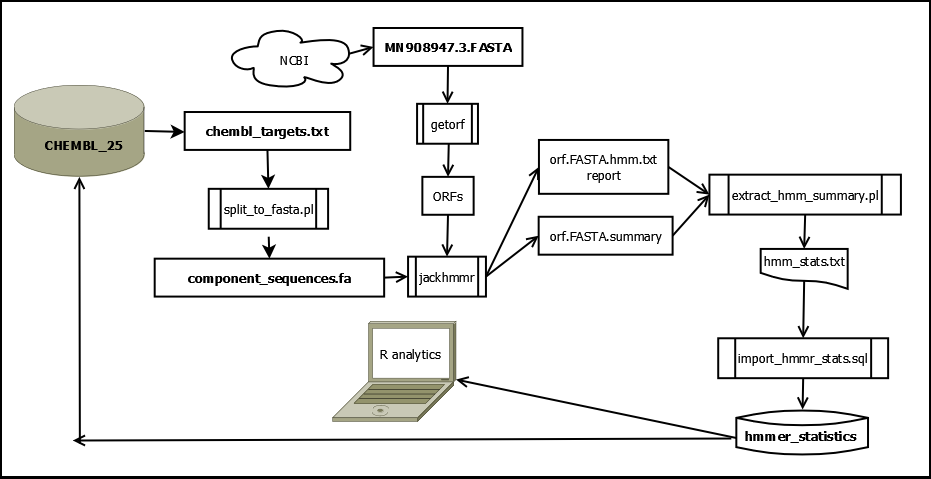 NCBI
MN908947.3.FASTA
CHEMBL_25
chembl_targets.txt
getorf
orf.FASTA.hmm.txt
report
split_to_fasta.pl
ORFs
extract_hmm_summary.pl
orf.FASTA.summary
component_sequences.fa
jackhmmr
hmm_stats.txt
R analytics
import_hmmr_stats.sql
hmmer_statistics